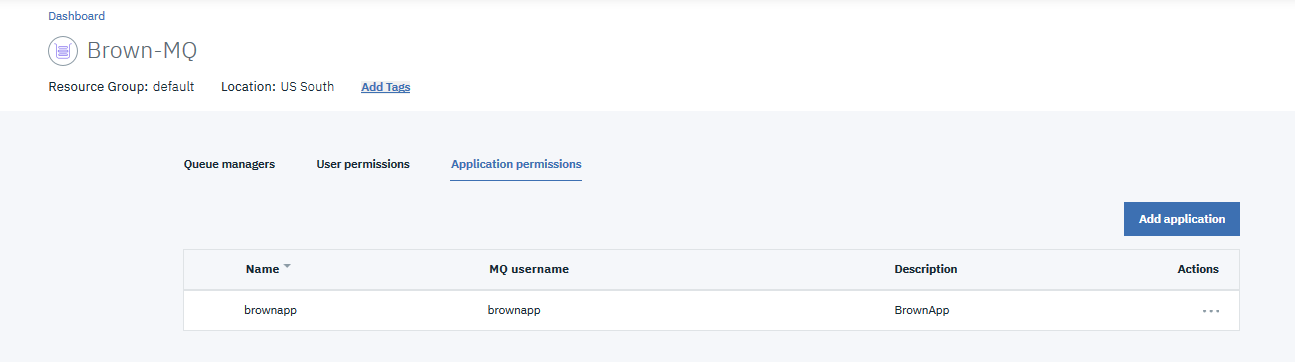 Dashboard
Brown-MQ
Resource Group: default Location: US South Add Tags
Queue managers User permissions Application permissions
Add application
Name MQ username Description Actions
brownapp brownapp BrownApp